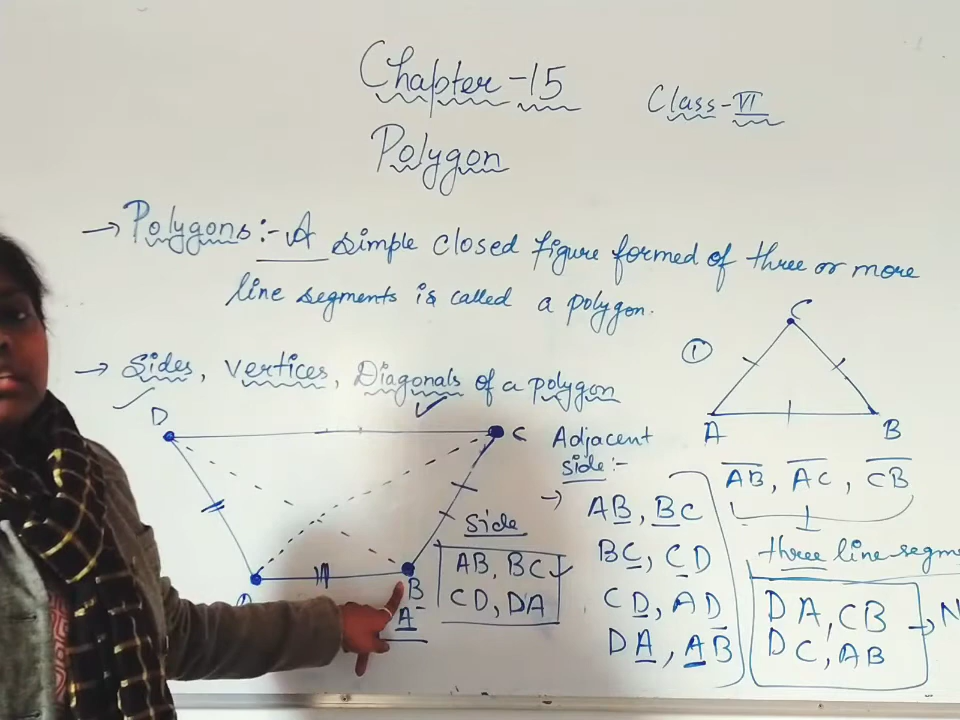 Chapter-15
Class-VI
Polygon
→ Polygons :- A simple closed figure formed of three or more
line segments is called a polygon.
→ Sides, Vertices, Diagonals of a polygon
①
C
A
B
D
C
B
A
Side
AB, BC
CD, DA
Adjacent
side :-
→ AB, BC
BC, CD
CD, AD
DA, AB
AB, AC, CB
three line segme
DA, CB
DC, AB
→ N